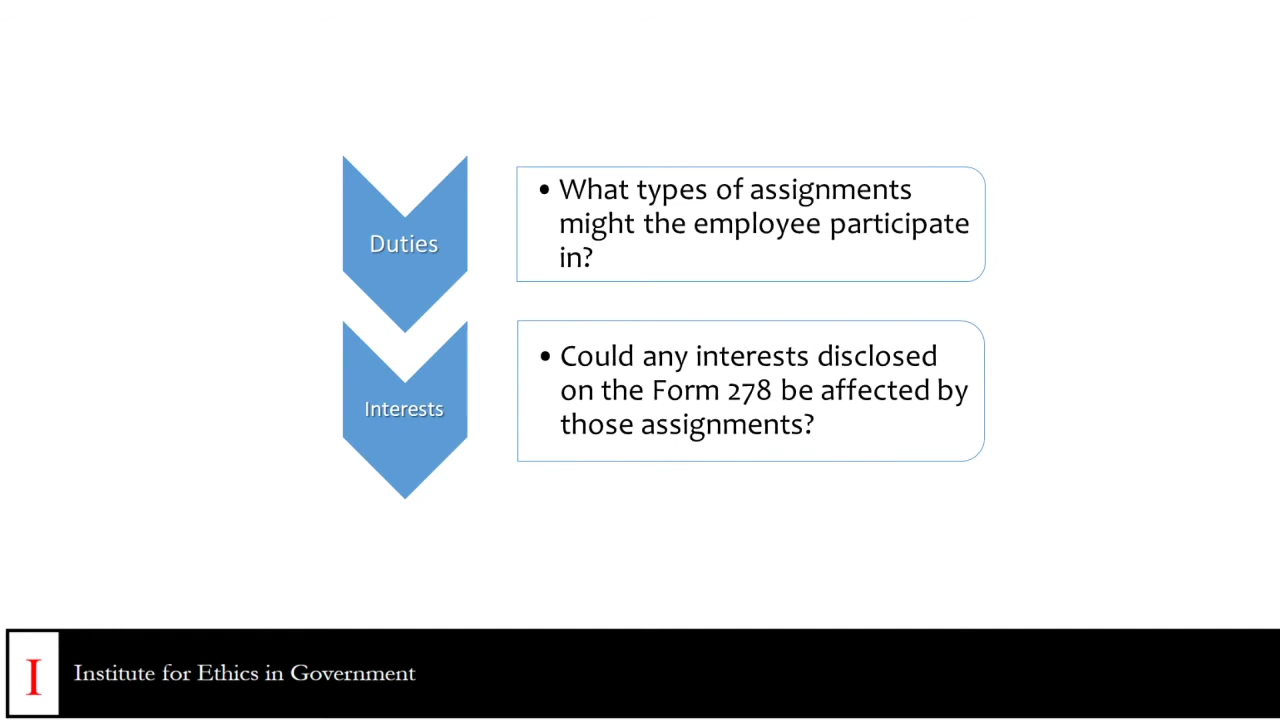 Duties
• What types of assignments
might the employee participate
in?
Interests
• Could any interests disclosed
on the Form 278 be affected by
those assignments?
I
Institute for Ethics in Government